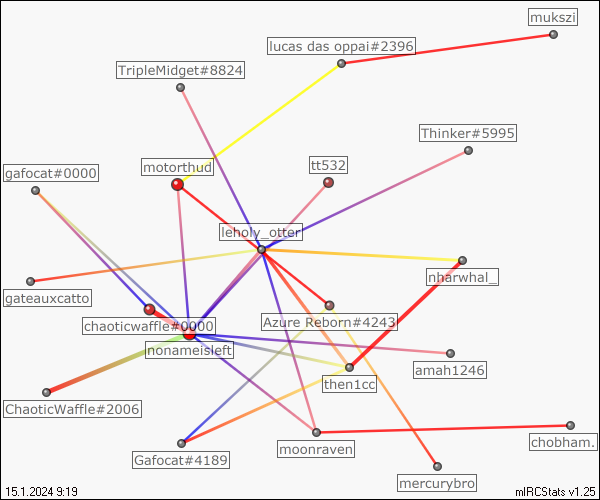 mukszi
lucas das oppai#2396
TripleMidget#8824
Thinker#5995
tt532
motorthud
gafocat#0000
leholy_otter
nharwhal_
gateauxcatto
chaoticwaffle#0000
Azure Reborn#4243
nonameisleft
amah1246
then1cc
ChaoticWaffle#2006
chobham.
moonraven
Gafocat#4189
mercurybro
15.1.2024 9:19
mIRCStats v1.25